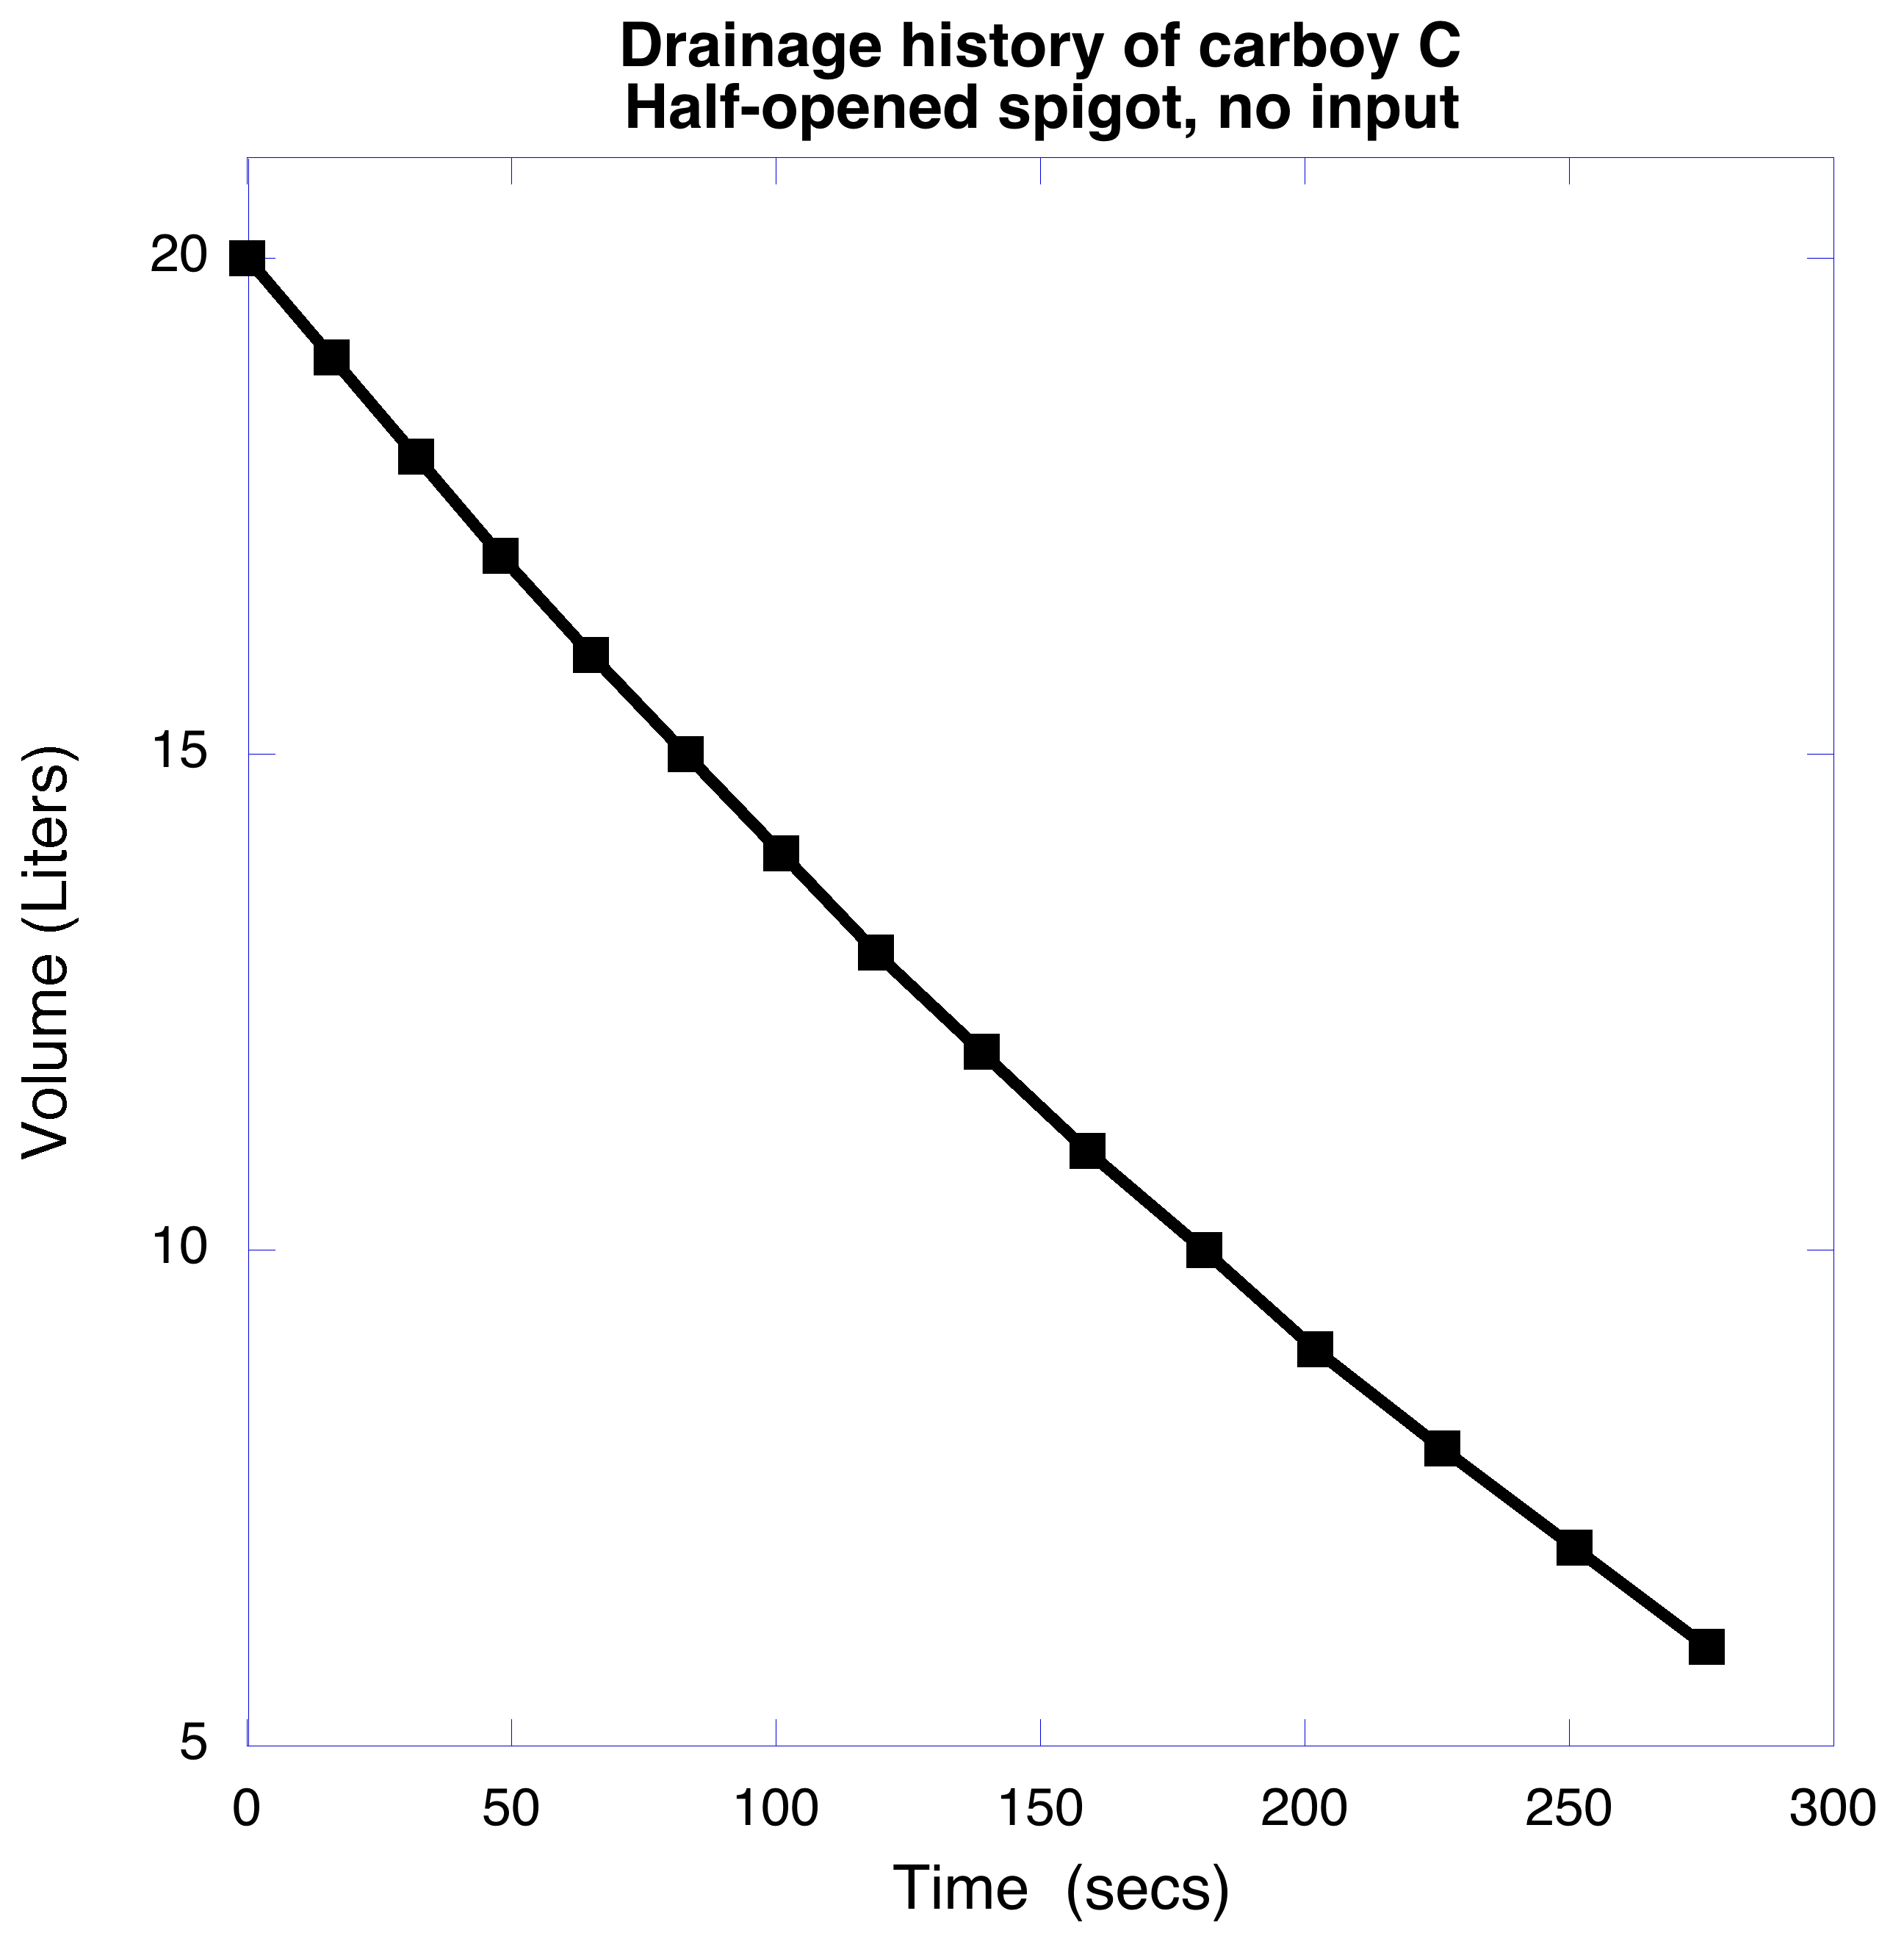 Drainage history of carboy C
Half-opened spigot, no input
20
15
10
5
Volume (Liters)
0 50 100 150 200 250 300
Time (secs)